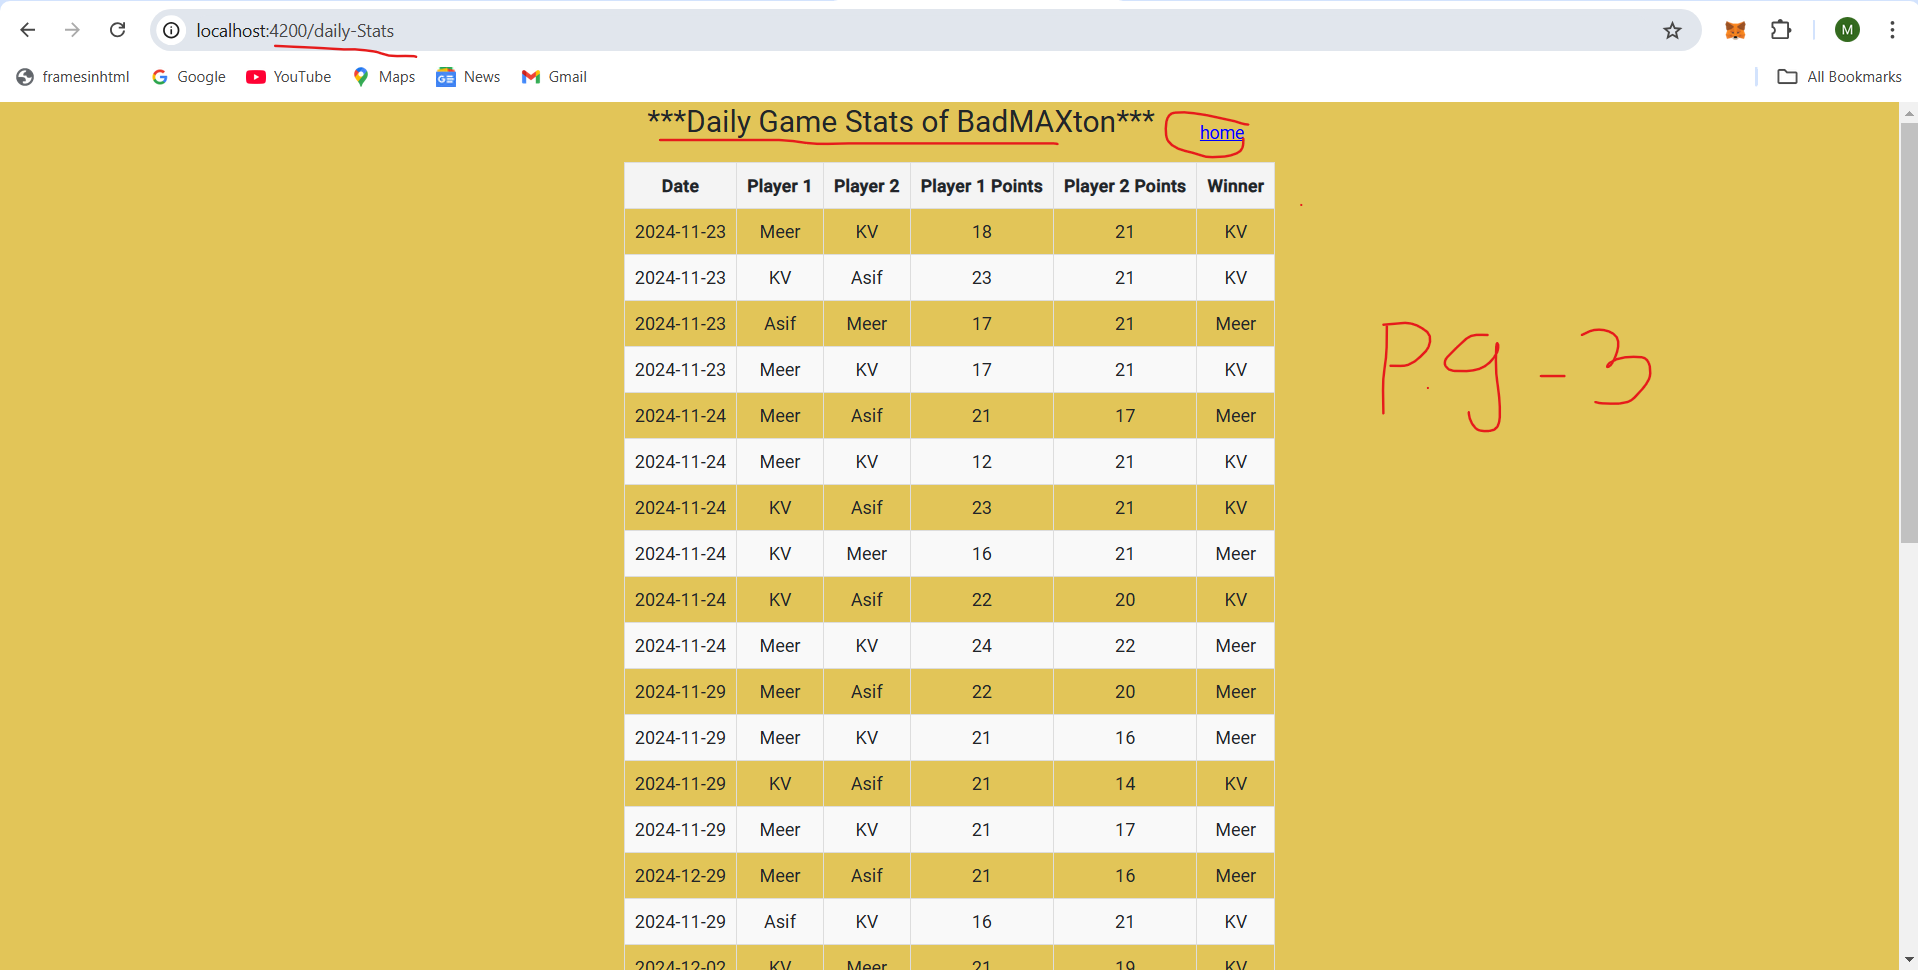 localhost:4200/daily-Stats
M
framesinhtml Google YouTube Maps News Gmail All Bookmarks
***Daily Game Stats of BadMAXton***
home
Date Player 1 Player 2 Player 1 Points Player 2 Points Winner
2024-11-23 Meer KV 18 21 KV
2024-11-23 KV Asif 23 21 KV
2024-11-23 Asif Meer 17 21 Meer
2024-11-23 Meer KV 17 21 KV
2024-11-24 Meer Asif 21 17 Meer
2024-11-24 Meer KV 12 21 KV
2024-11-24 KV Asif 23 21 KV
2024-11-24 KV Meer 16 21 Meer
2024-11-24 KV Asif 22 20 KV
2024-11-24 Meer KV 24 22 Meer
2024-11-29 Meer Asif 22 20 Meer
2024-11-29 Meer KV 21 16 Meer
2024-11-29 KV Asif 21 14 KV
2024-11-29 Meer KV 21 17 Meer
2024-12-29 Meer Asif 21 16 Meer
2024-11-29 Asif KV 16 21 KV
2024-12-02 KV Meer 21 19 KV
Pg-3